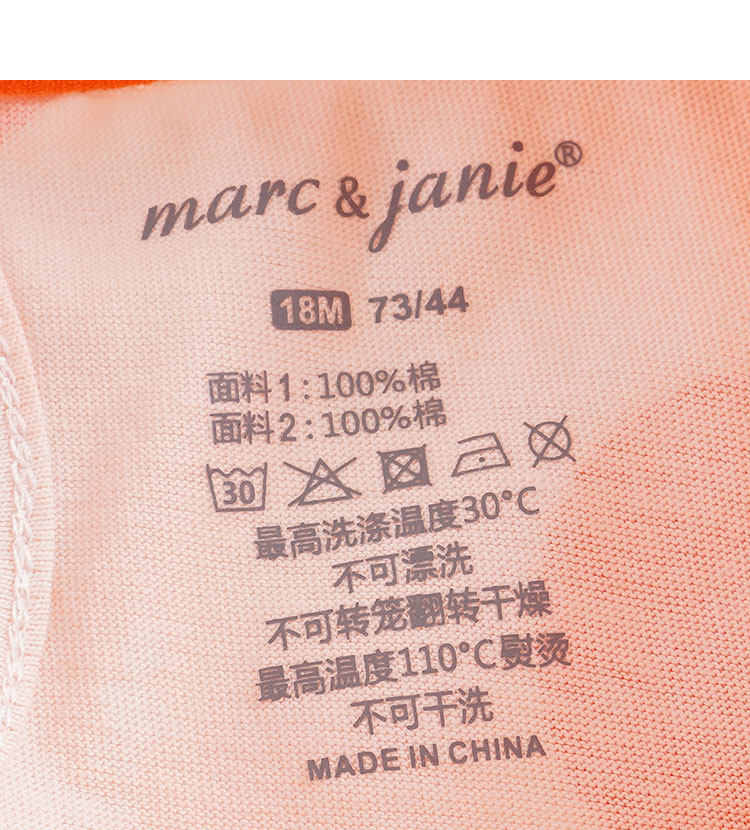 marc & janie®
18M 73/44
面料1:100%棉
面料2:100%棉
30
最高洗涤温度30°C
不可漂洗
不可转笼翻转干燥
最高温度110°C熨烫
不可干洗
MADE IN CHINA